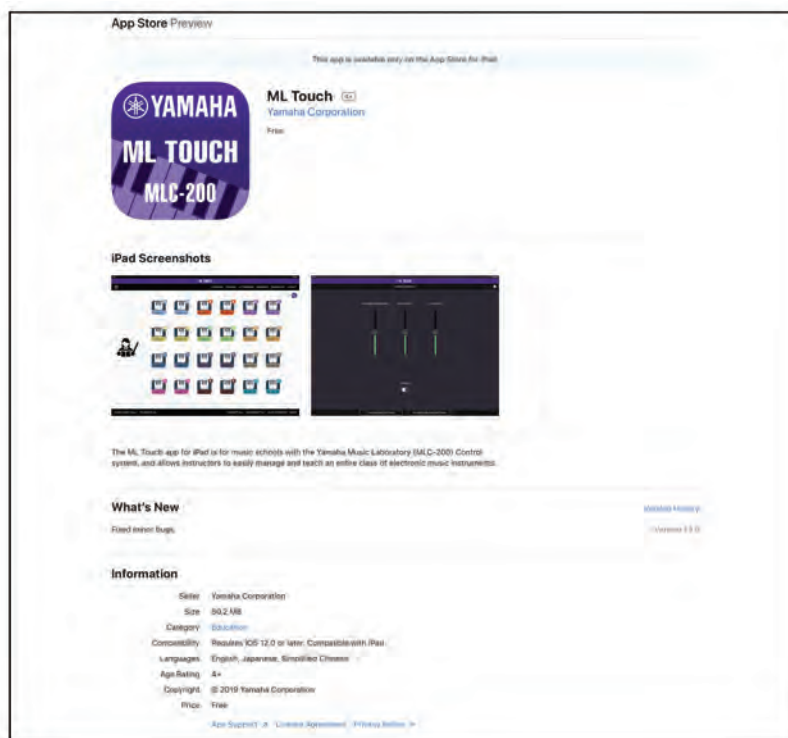 App Store Preview
This app is available only on the App Store for iPad.
YAMAHA
ML TOUCH
MLC-200
ML Touch 4+
Yamaha Corporation
Free
iPad Screenshots
The ML Touch app for iPad is for music schools with the Yamaha Music Laboratory (MLC-200) Control
system, and allows instructors to easily manage and teach an entire class of electronic music instruments.
What's New
Version History
Fixed minor bugs.
Version
Information
Seller Yamaha Corporation
Size 50.2 MB
Category Education
Compatibility Requires iOS 12.0 or later. Compatible with iPad.
Languages English, Japanese, Simplified Chinese
Age Rating 4+
Copyright © 2019 Yamaha Corporation
Price Free
App Support License Agreement Privacy Policy